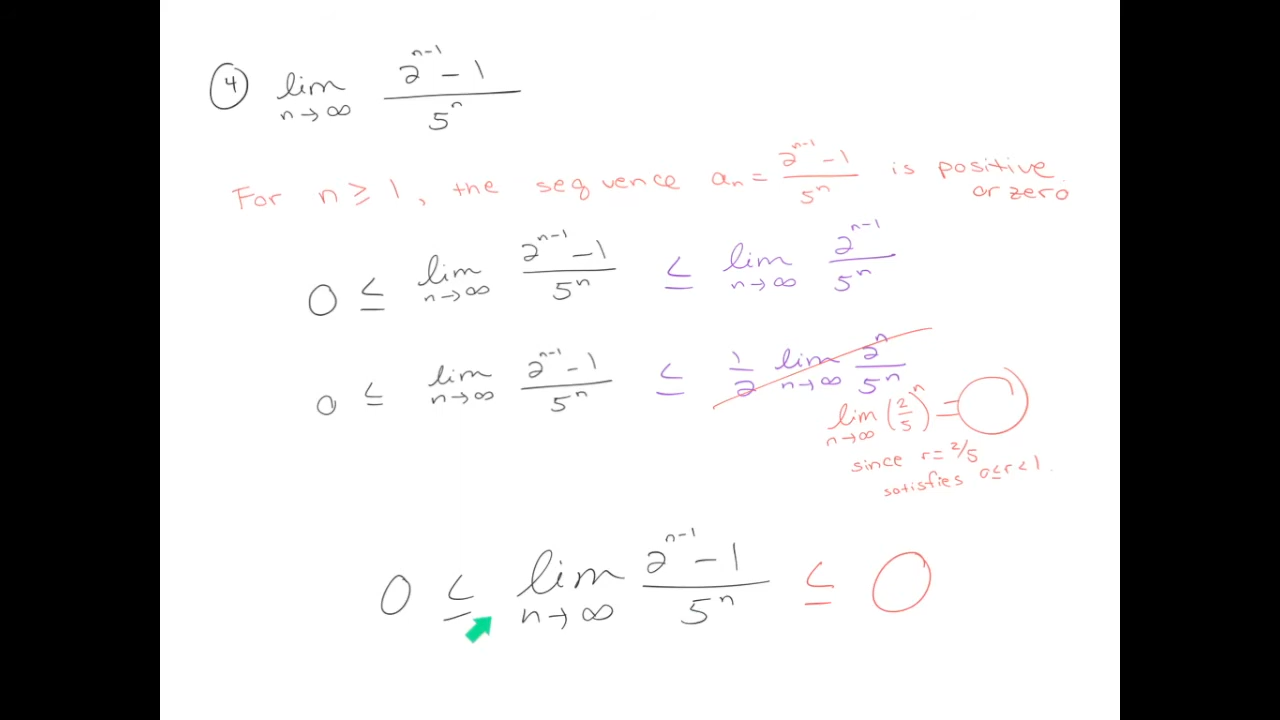 ④ lim n→∞ (2^(n-1) - 1) / 5^n
For n ≥ 1, the sequence a_n = (2^(n-1) - 1) / 5^n is positive or zero
0 ≤ lim n→∞ (2^(n-1) - 1) / 5^n ≤ lim n→∞ 2^(n-1) / 5^n
0 ≤ lim n→∞ (2^(n-1) - 1) / 5^n ≤ 1/2 lim n→∞ 2^n / 5^n
lim n→∞ (2/5)^n = 0
since r = 2/5
satisfies 0≤r<1.
0 ≤ lim n→∞ (2^(n-1) - 1) / 5^n ≤ 0